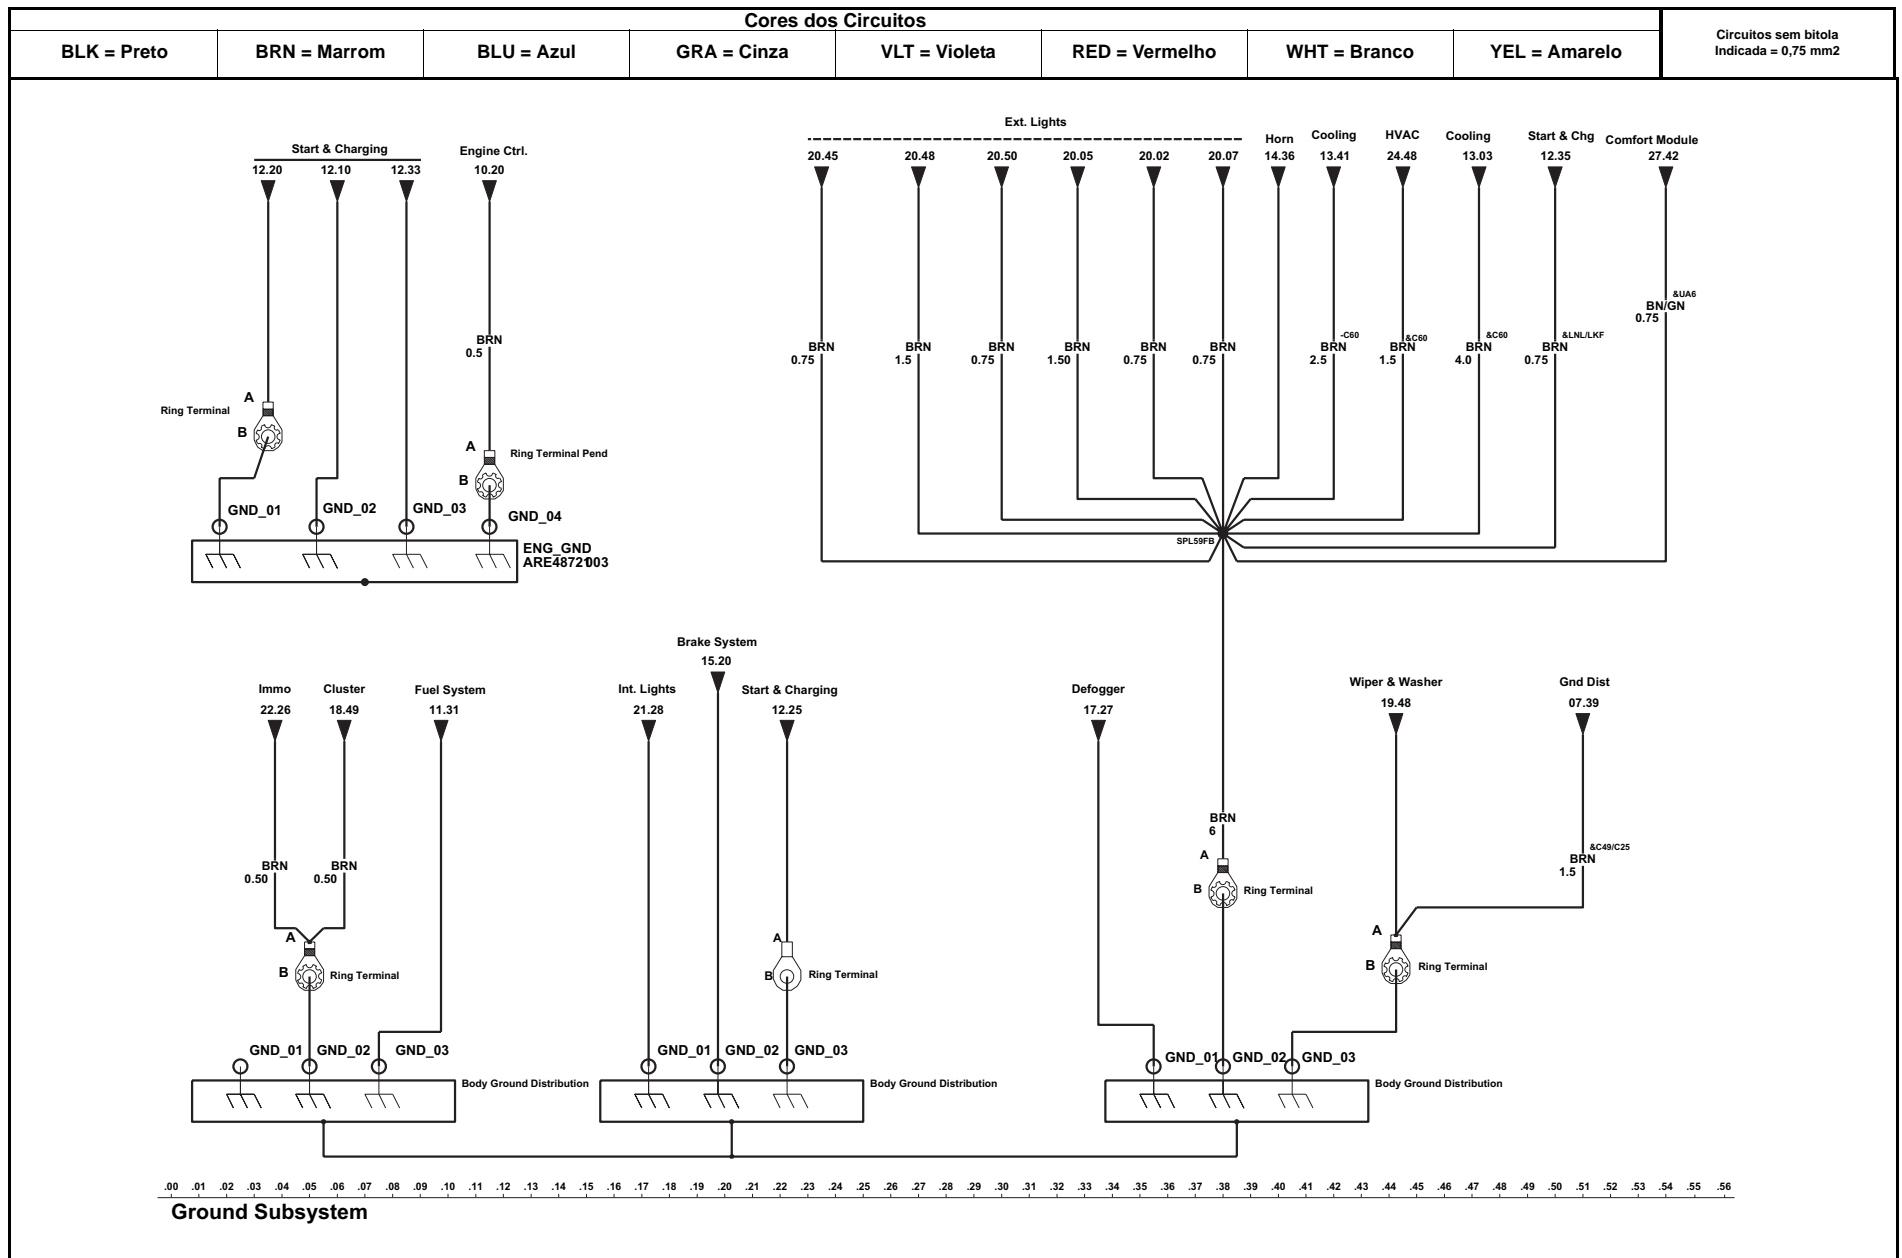 Cores dos Circuitos
BLK = Preto
BRN = Marrom
BLU = Azul
GRA = Cinza
VLT = Violeta
RED = Vermelho
WHT = Branco
YEL = Amarelo
Circuitos sem bitola
Indicada = 0,75 mm2
Start & Charging
12.20 12.10 12.33
Engine Ctrl.
10.20
BRN
0.5
A
B
Ring Terminal
A
B
Ring Terminal Pend
GND_01 GND_02 GND_03 GND_04
ENG_GND
ARE48721003
Ext. Lights
20.45 20.48 20.50 20.05 20.02 20.07
Horn
14.36
Cooling
13.41
HVAC
24.48
Cooling
13.03
Start & Chg
12.35
Comfort Module
27.42
BRN
0.75
BRN
1.5
BRN
0.75
BRN
1.50
BRN
0.75
BRN
0.75
-C60
BRN
2.5
&C60
BRN
1.5
&C60
BRN
4.0
&LNL/LKF
BRN
0.75
&UA6
BN/GN
0.75
SPL59FB
Immo
22.26
Cluster
18.49
Fuel System
11.31
BRN
0.50
BRN
0.50
A
B
Ring Terminal
GND_01 GND_02 GND_03
Body Ground Distribution
Int. Lights
21.28
Brake System
15.20
Start & Charging
12.25
A
B
Ring Terminal
GND_01 GND_02 GND_03
Body Ground Distribution
Defogger
17.27
BRN
6
A
B
Ring Terminal
Wiper & Washer
19.48
Gnd Dist
07.39
&C49/C25
BRN
1.5
A
B
Ring Terminal
GND_01 GND_02 GND_03
Body Ground Distribution
.00 .01 .02 .03 .04 .05 .06 .07 .08 .09 .10 .11 .12 .13 .14 .15 .16 .17 .18 .19 .20 .21 .22 .23 .24 .25 .26 .27 .28 .29 .30 .31 .32 .33 .34 .35 .36 .37 .38 .39 .40 .41 .42 .43 .44 .45 .46 .47 .48 .49 .50 .51 .52 .53 .54 .55 .56
Ground Subsystem